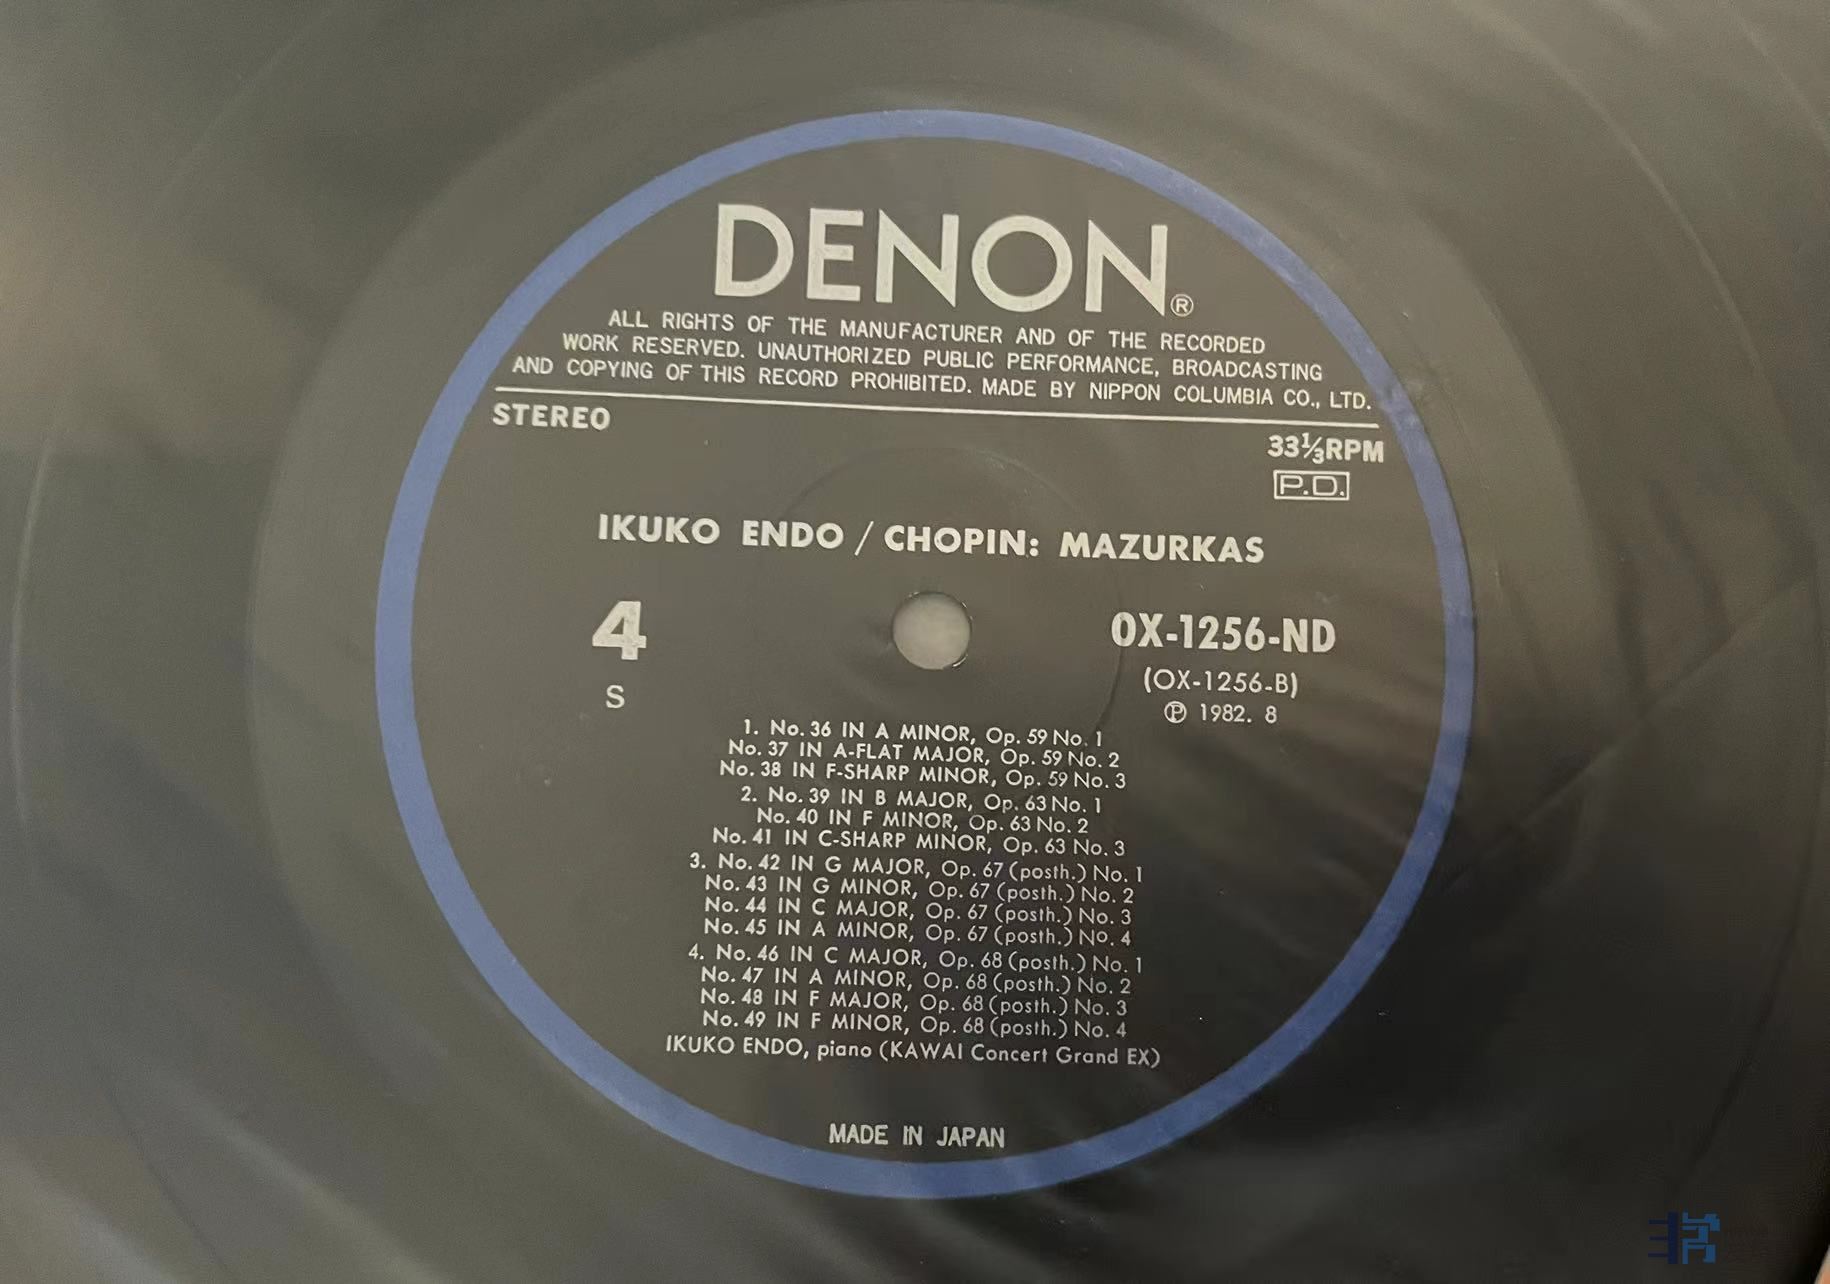 DENON®
ALL RIGHTS OF THE MANUFACTURER AND OF THE RECORDED
WORK RESERVED. UNAUTHORIZED PUBLIC PERFORMANCE, BROADCASTING
AND COPYING OF THIS RECORD PROHIBITED. MADE BY NIPPON COLUMBIA CO., LTD.
STEREO
33⅓RPM
P.D.
IKUKO ENDO / CHOPIN: MAZURKAS
4
OX-1256-ND
S
(OX-1256-B)
℗ 1982. 8
1. No. 36 IN A MINOR, Op. 59 No. 1
No. 37 IN A-FLAT MAJOR, Op. 59 No. 2
No. 38 IN F-SHARP MINOR, Op. 59 No. 3
2. No. 39 IN B MAJOR, Op. 63 No. 1
No. 40 IN F MINOR, Op. 63 No. 2
No. 41 IN C-SHARP MINOR, Op. 63 No. 3
3. No. 42 IN G MAJOR, Op. 67 (posth.) No. 1
No. 43 IN G MINOR, Op. 67 (posth.) No. 2
No. 44 IN C MAJOR, Op. 67 (posth.) No. 3
No. 45 IN A MINOR, Op. 67 (posth.) No. 4
4. No. 46 IN C MAJOR, Op. 68 (posth.) No. 1
No. 47 IN A MINOR, Op. 68 (posth.) No. 2
No. 48 IN F MAJOR, Op. 68 (posth.) No. 3
No. 49 IN F MINOR, Op. 68 (posth.) No. 4
IKUKO ENDO, piano (KAWAI Concert Grand EX)
MADE IN JAPAN